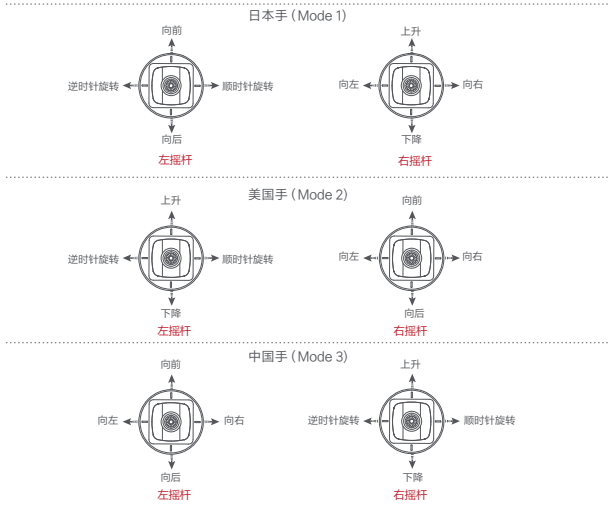 日本手 (Mode 1)
向前
上升
逆时针旋转
顺时针旋转
向左
向右
向后
下降
左摇杆
右摇杆
美国手 (Mode 2)
上升
向前
逆时针旋转
顺时针旋转
向左
向右
下降
向后
左摇杆
右摇杆
中国手 (Mode 3)
向前
上升
向左
向右
逆时针旋转
顺时针旋转
向后
下降
左摇杆
右摇杆